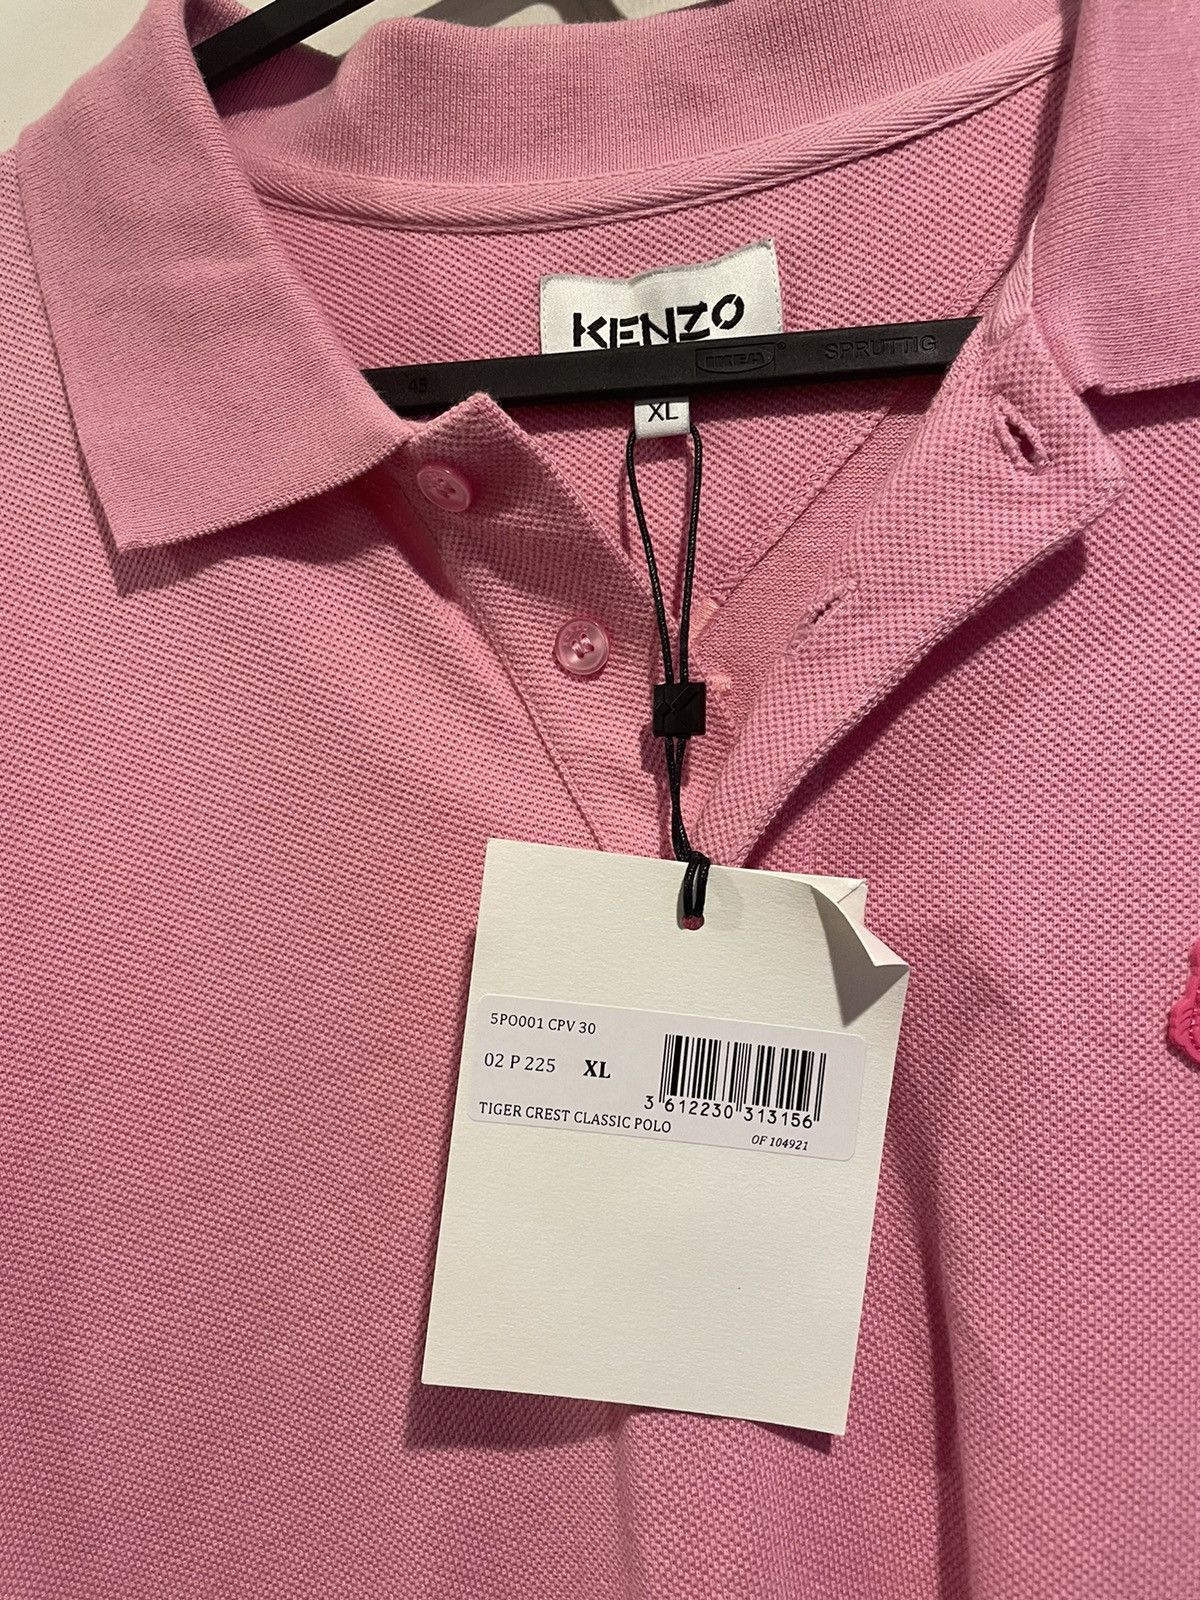 KENZO
IKEA® SPRUTTIG
45
XL
5PO001 CPV 30
02 P 225 XL
3 612230 313156
TIGER CREST CLASSIC POLO
OF 104921